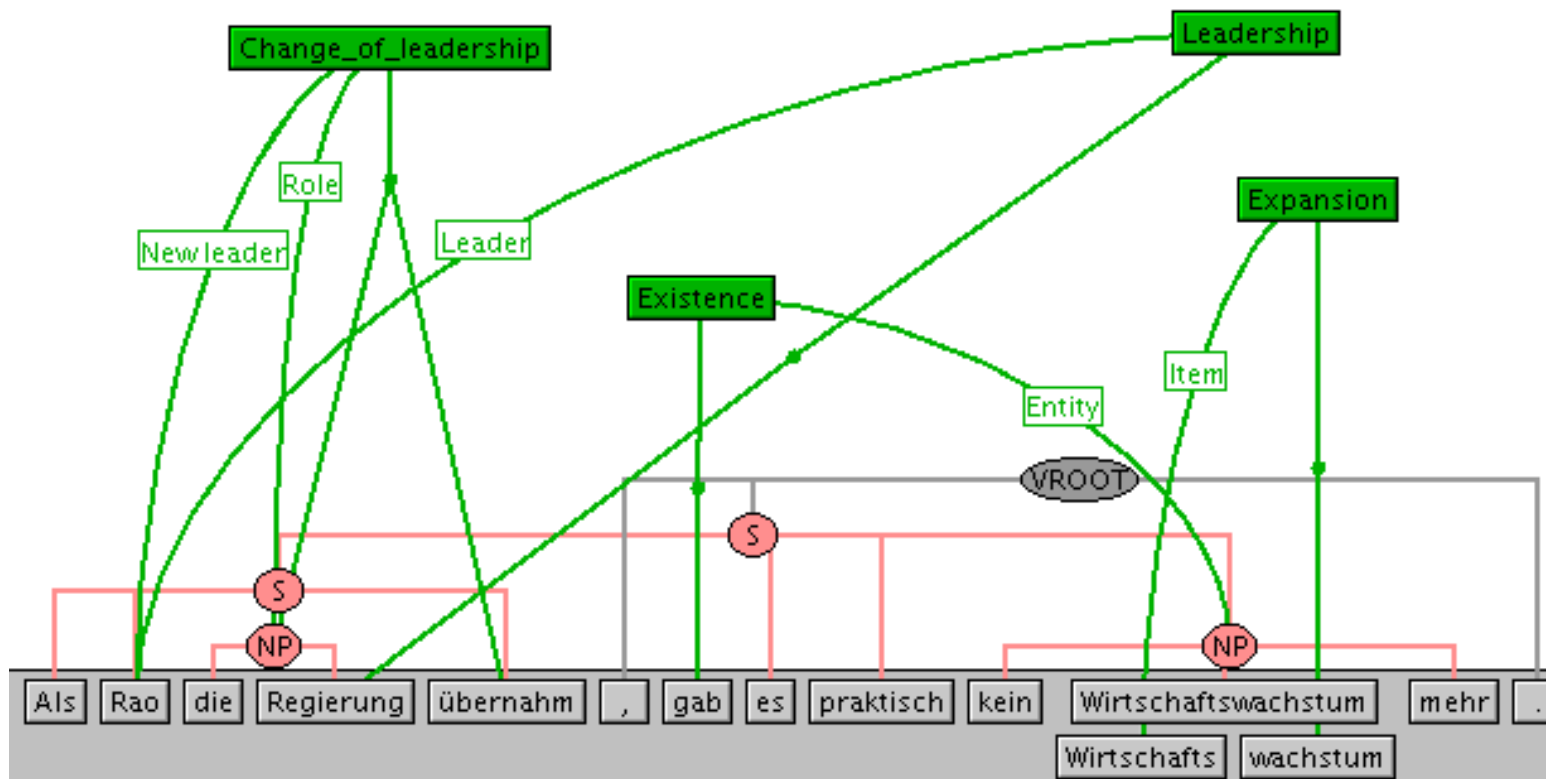 Change_of_leadership
Leadership
Role
Expansion
New leader
Leader
Existence
Item
Entity
VROOT
S
S
NP
NP
Als Rao die Regierung übernahm , gab es praktisch kein Wirtschaftswachstum mehr .
Wirtschafts wachstum